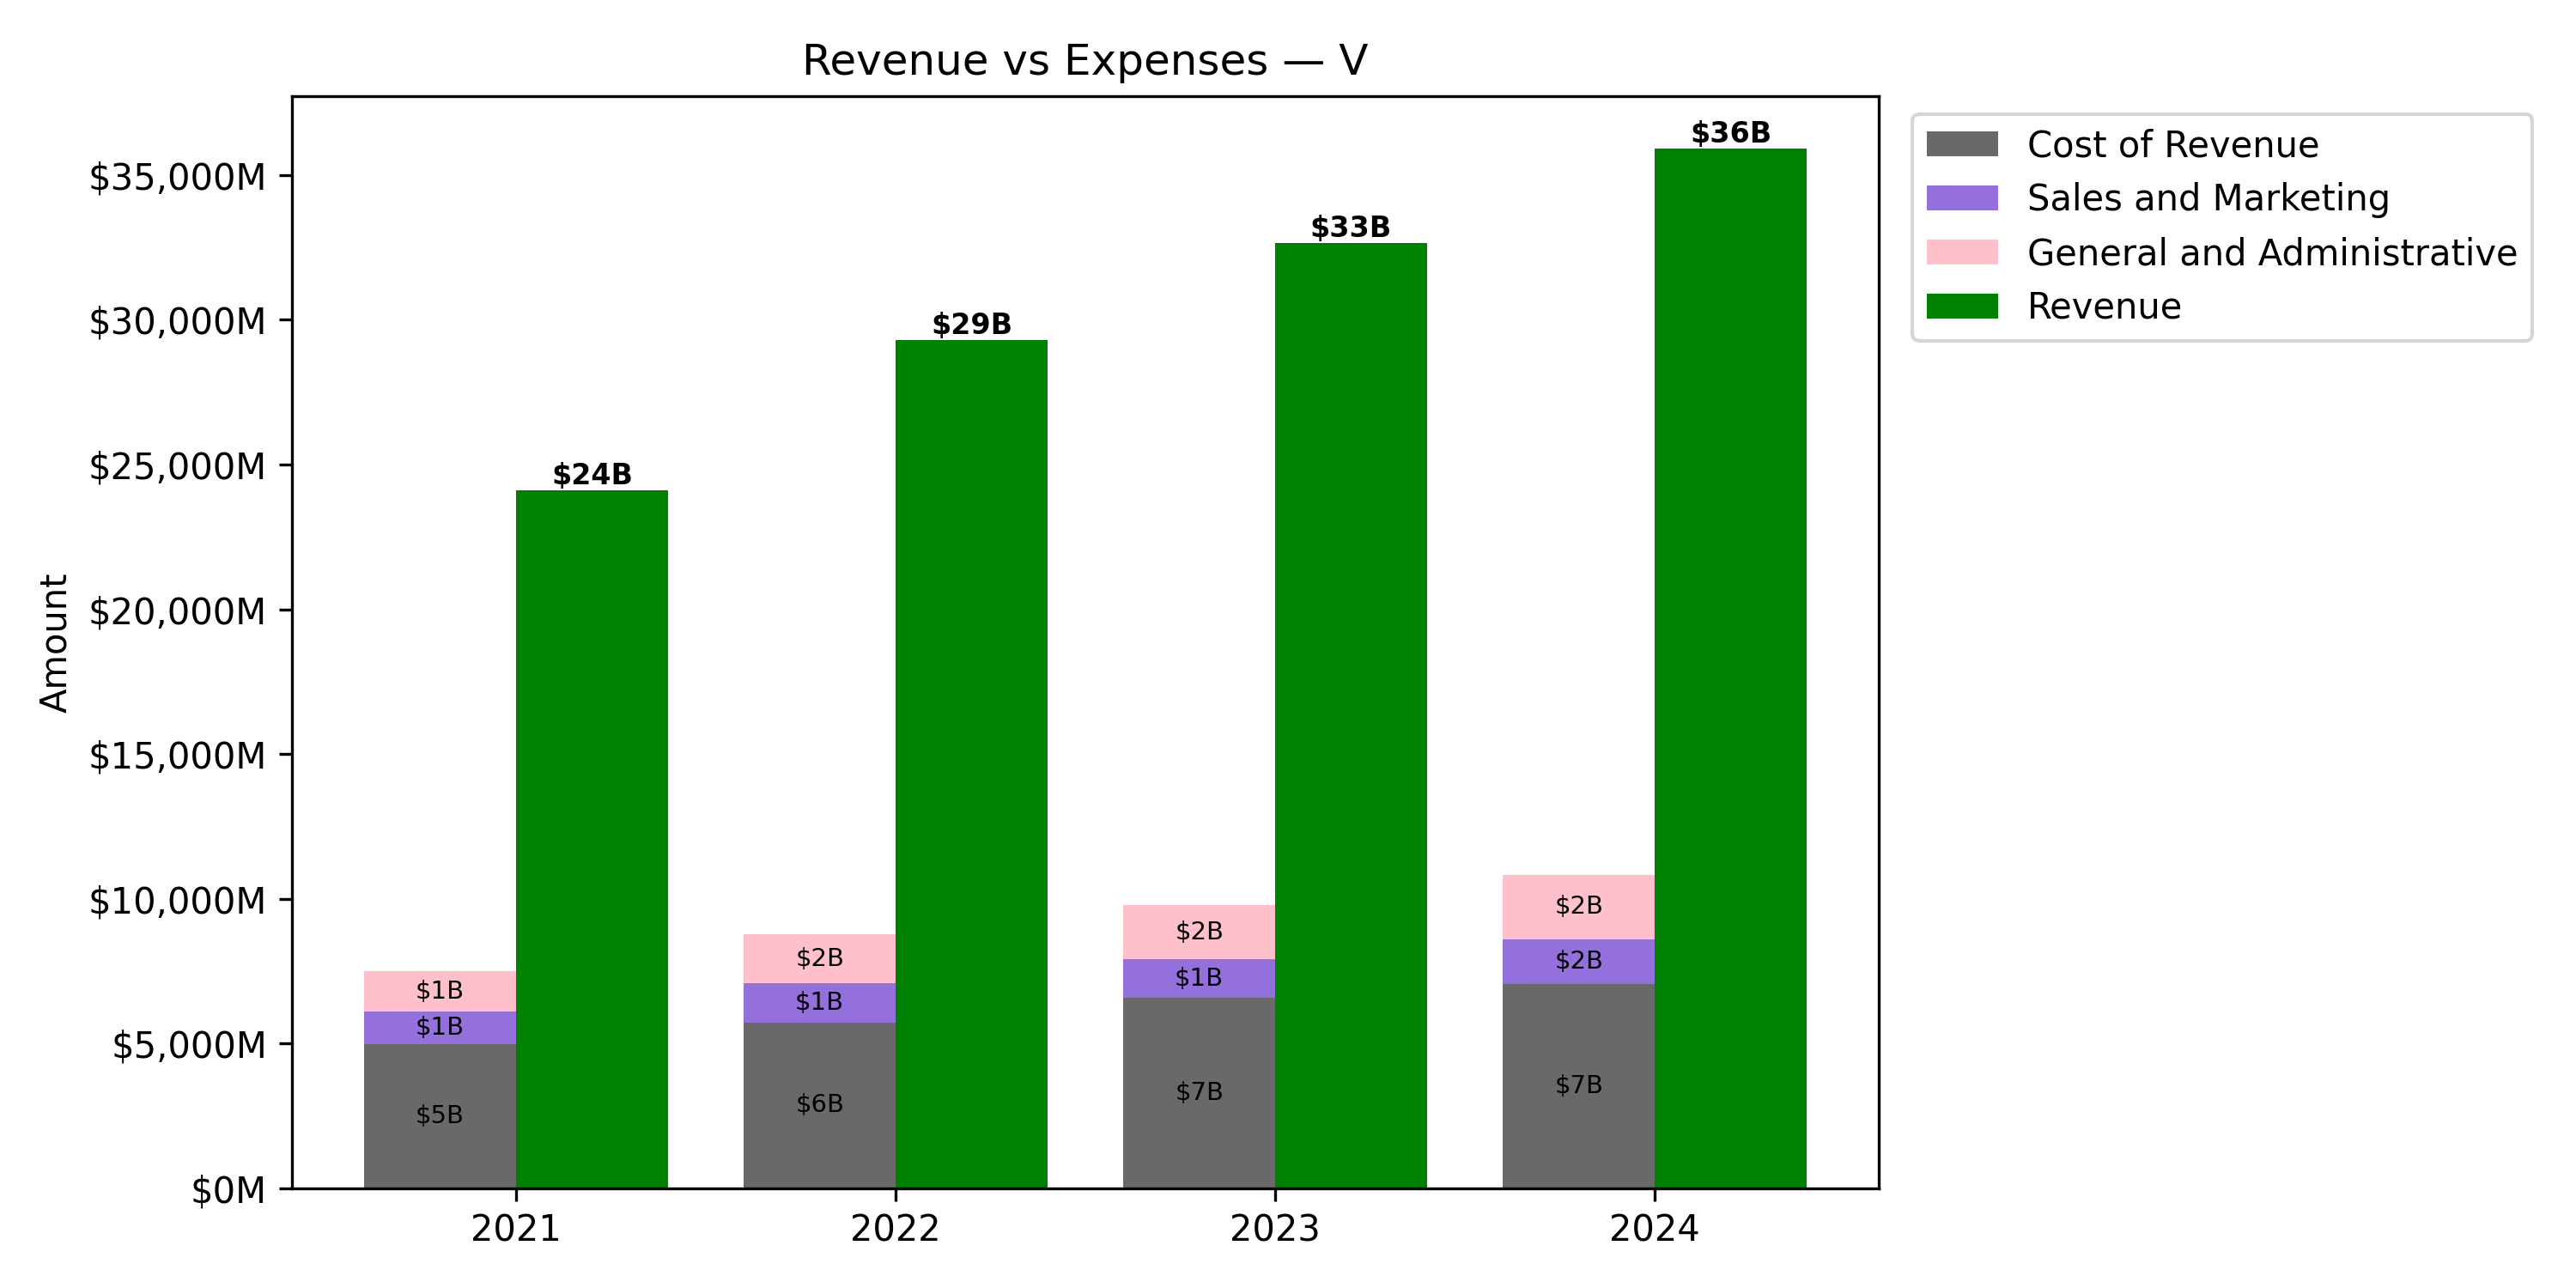 Revenue vs Expenses — V
Amount
$35,000M
$30,000M
$25,000M
$20,000M
$15,000M
$10,000M
$5,000M
$0M
$24B
$29B
$33B
$36B
$1B
$1B
$5B
$2B
$1B
$6B
$2B
$1B
$7B
$2B
$2B
$7B
2021
2022
2023
2024
Cost of Revenue
Sales and Marketing
General and Administrative
Revenue